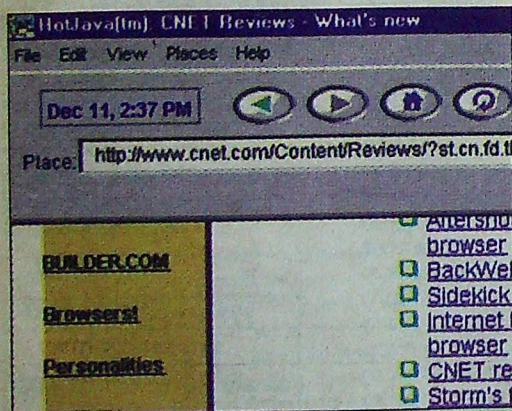 HotJava(tm): CNET Reviews - What's new
File Edit View Places Help
Dec 11, 2:37 PM
Place: http://www.cnet.com/Content/Reviews/?st.cn.fd.
BUILDER.COM
Browsers!
Personalities
browser
BackWe
Sidekick
Internet
browser
CNET re
Storm's